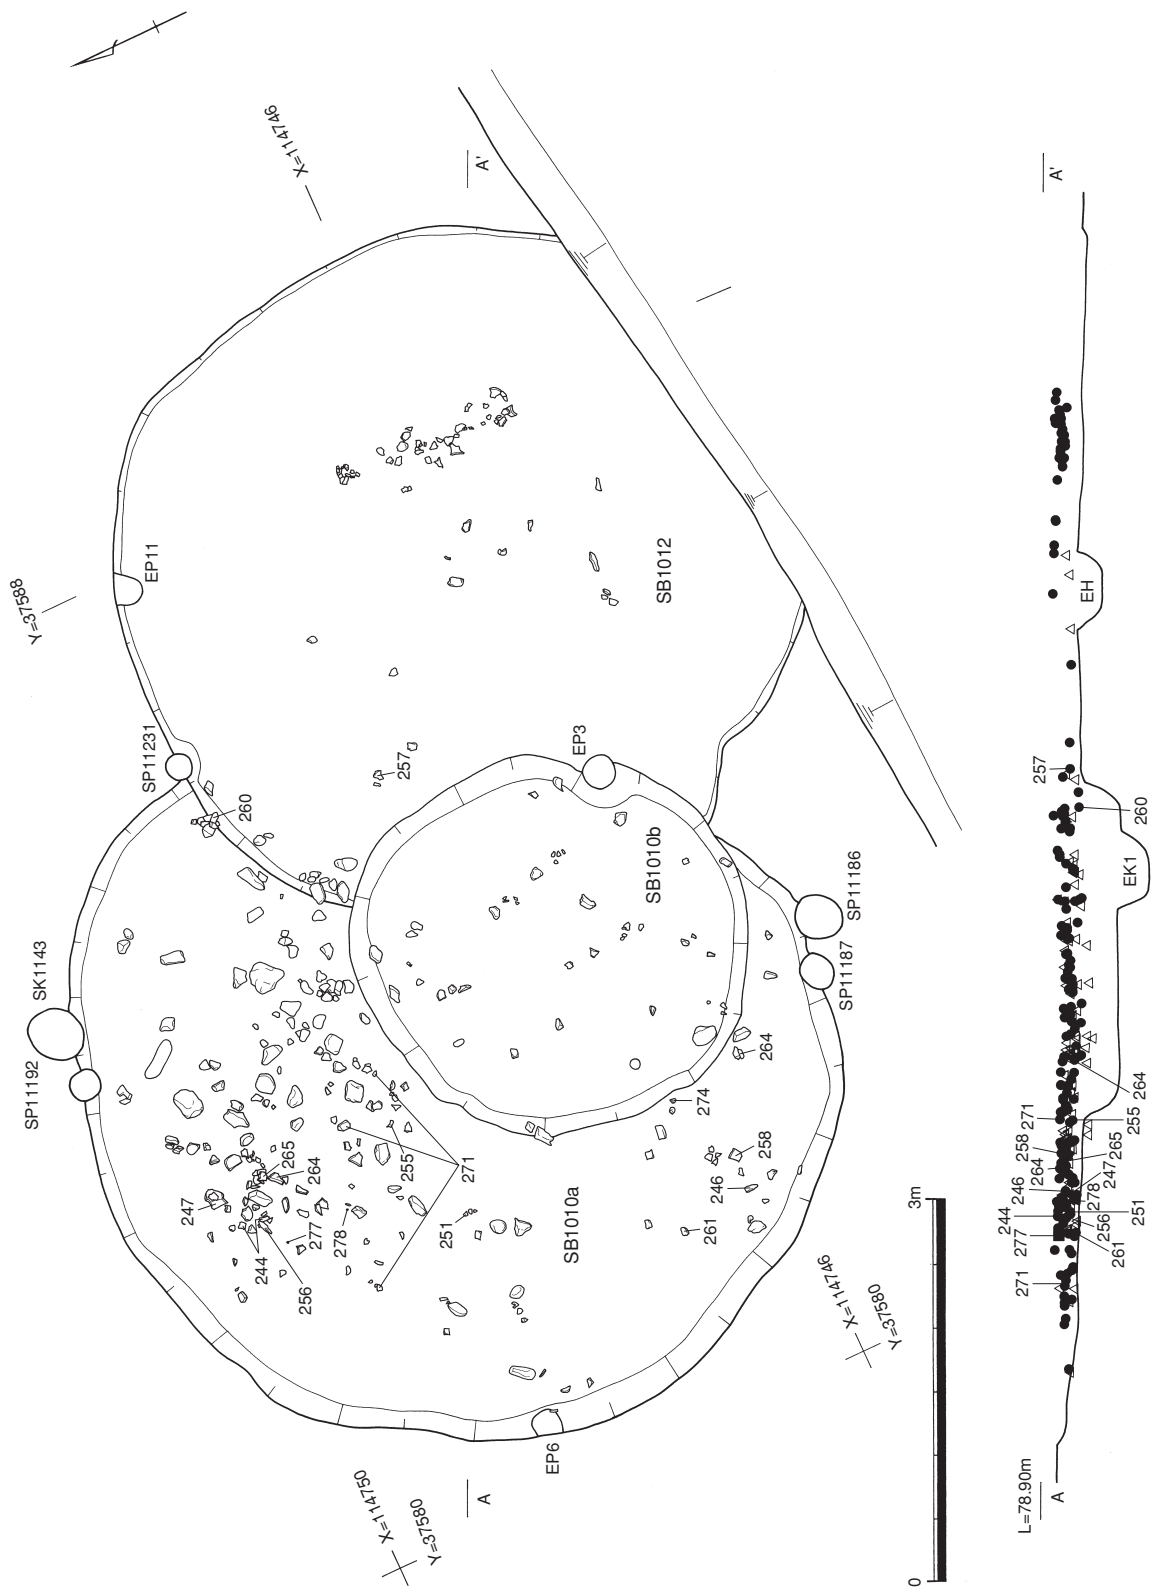 X=114746
A'
Y=37588
EP11
SP11231
260
257
EP3
SB1012
SB1010b
SK1143
SP11192
SP11186
SP11187
264
274
258
246
261
265
264
247
255
271
277
278
251
244
256
SB1010a
EP6
X=114746
Y=37580
X=114750
Y=37580
A
0
3m
A'
EH
257
260
EK1
264
271
255
258
265
264
247
246
278
251
244
256
277
261
271
L=78.90m
A